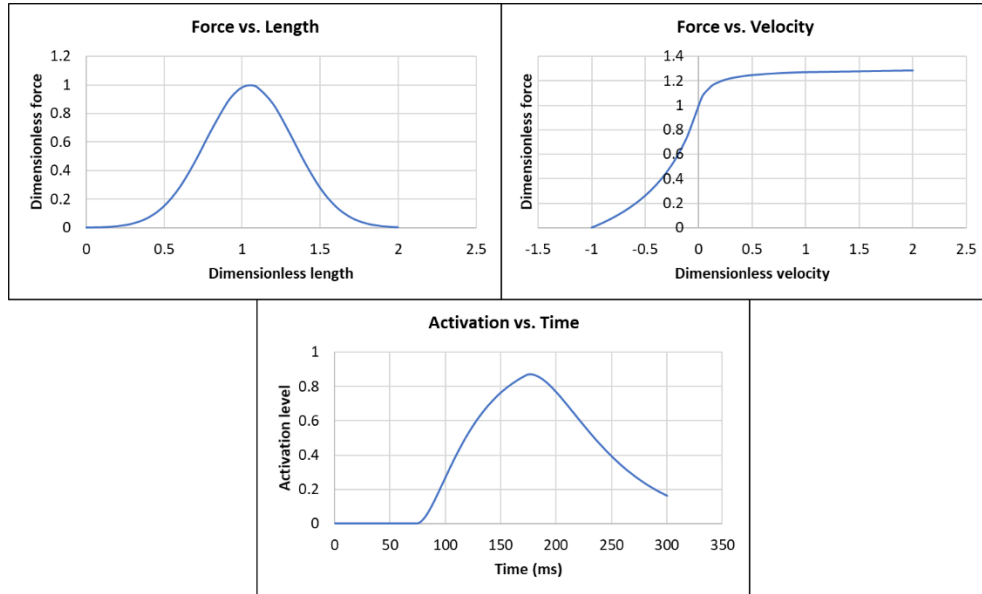 Force vs. Length
Dimensionless force
1.2
1
0.8
0.6
0.4
0.2
0
0 0.5 1 1.5 2 2.5
Dimensionless length
Force vs. Velocity
Dimensionless force
1.4
1.2
1
0.8
0.6
0.4
0.2
0
-1.5 -1 -0.5 0 0.5 1 1.5 2 2.5
Dimensionless velocity
Activation vs. Time
Activation level
1
0.8
0.6
0.4
0.2
0
0 50 100 150 200 250 300 350
Time (ms)